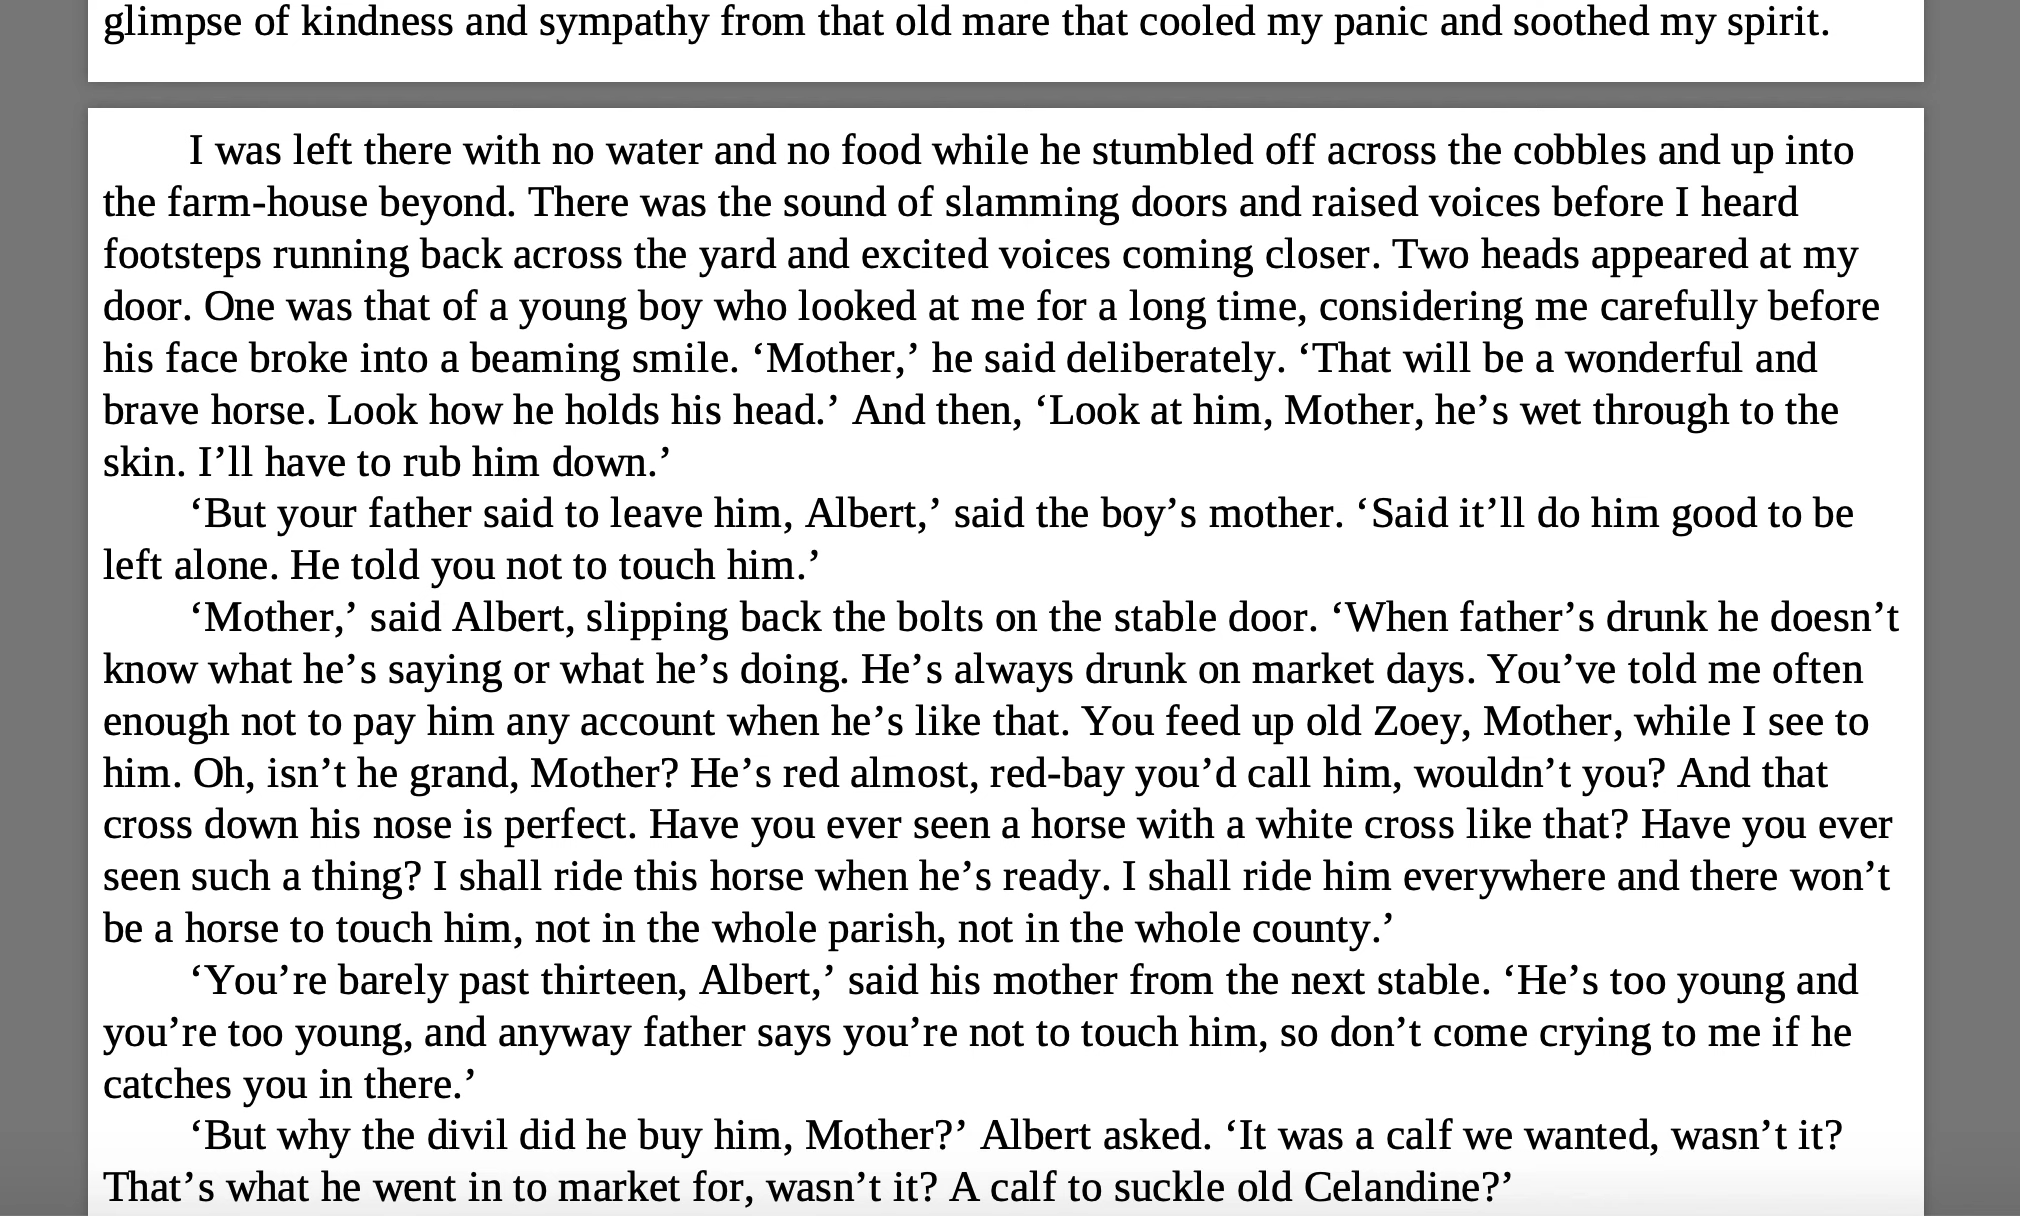 glimpse of kindness and sympathy from that old mare that cooled my panic and soothed my spirit.
I was left there with no water and no food while he stumbled off across the cobbles and up into
the farm-house beyond. There was the sound of slamming doors and raised voices before I heard
footsteps running back across the yard and excited voices coming closer. Two heads appeared at my
door. One was that of a young boy who looked at me for a long time, considering me carefully before
his face broke into a beaming smile. ‘Mother,’ he said deliberately. ‘That will be a wonderful and
brave horse. Look how he holds his head.’ And then, ‘Look at him, Mother, he’s wet through to the
skin. I’ll have to rub him down.’
‘But your father said to leave him, Albert,’ said the boy’s mother. ‘Said it’ll do him good to be
left alone. He told you not to touch him.’
‘Mother,’ said Albert, slipping back the bolts on the stable door. ‘When father’s drunk he doesn’t
know what he’s saying or what he’s doing. He’s always drunk on market days. You’ve told me often
enough not to pay him any account when he’s like that. You feed up old Zoey, Mother, while I see to
him. Oh, isn’t he grand, Mother? He’s red almost, red-bay you’d call him, wouldn’t you? And that
cross down his nose is perfect. Have you ever seen a horse with a white cross like that? Have you ever
seen such a thing? I shall ride this horse when he’s ready. I shall ride him everywhere and there won’t
be a horse to touch him, not in the whole parish, not in the whole county.’
‘You’re barely past thirteen, Albert,’ said his mother from the next stable. ‘He’s too young and
you’re too young, and anyway father says you’re not to touch him, so don’t come crying to me if he
catches you in there.’
‘But why the divil did he buy him, Mother?’ Albert asked. ‘It was a calf we wanted, wasn’t it?
That’s what he went in to market for, wasn’t it? A calf to suckle old Celandine?’